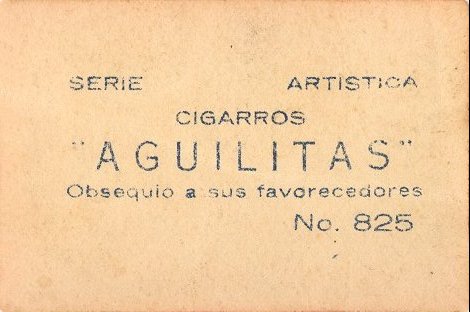 SERIE ARTISTICA
CIGARROS
"AGUILITAS"
Obsequio a sus favorecedores
No. 825